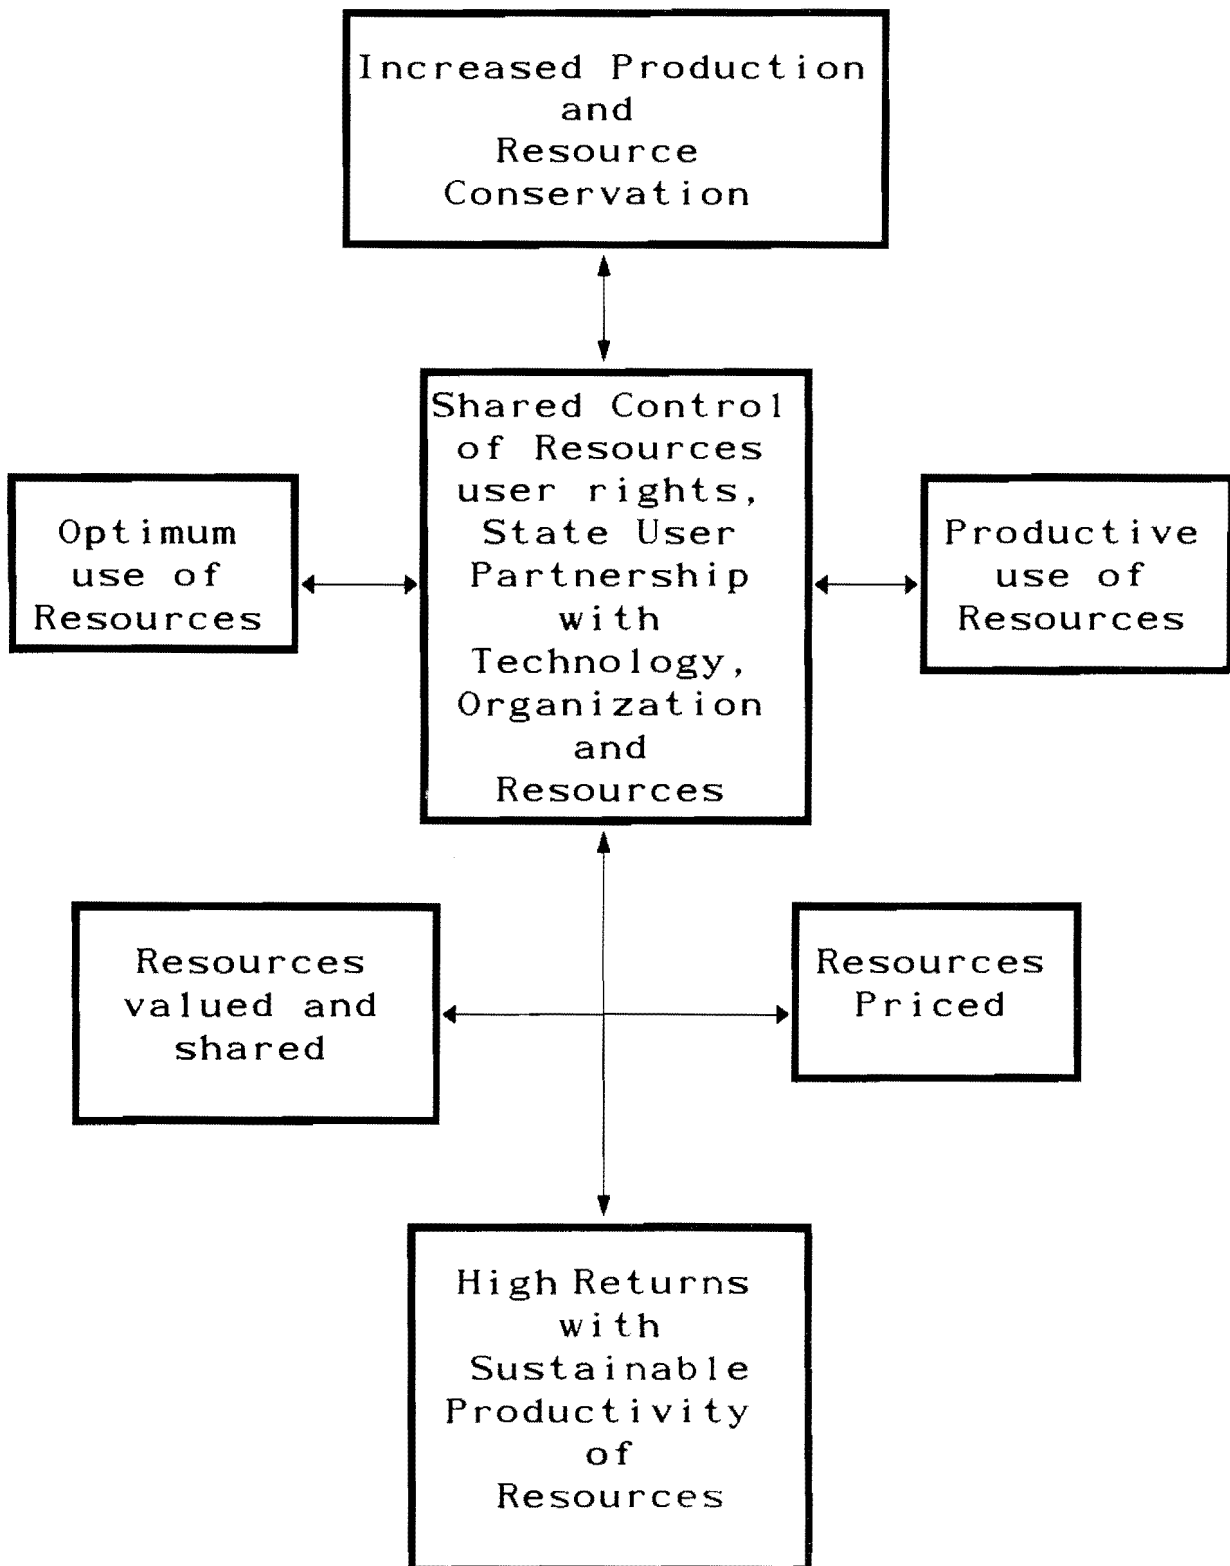 Increased Production
and
Resource
Conservation
Shared Control
of Resources
user rights,
State User
Partnership
with
Technology,
Organization
and
Resources
Optimum
use of
Resources
Productive
use of
Resources
Resources
valued and
shared
Resources
Priced
High Returns
with
Sustainable
Productivity
of
Resources